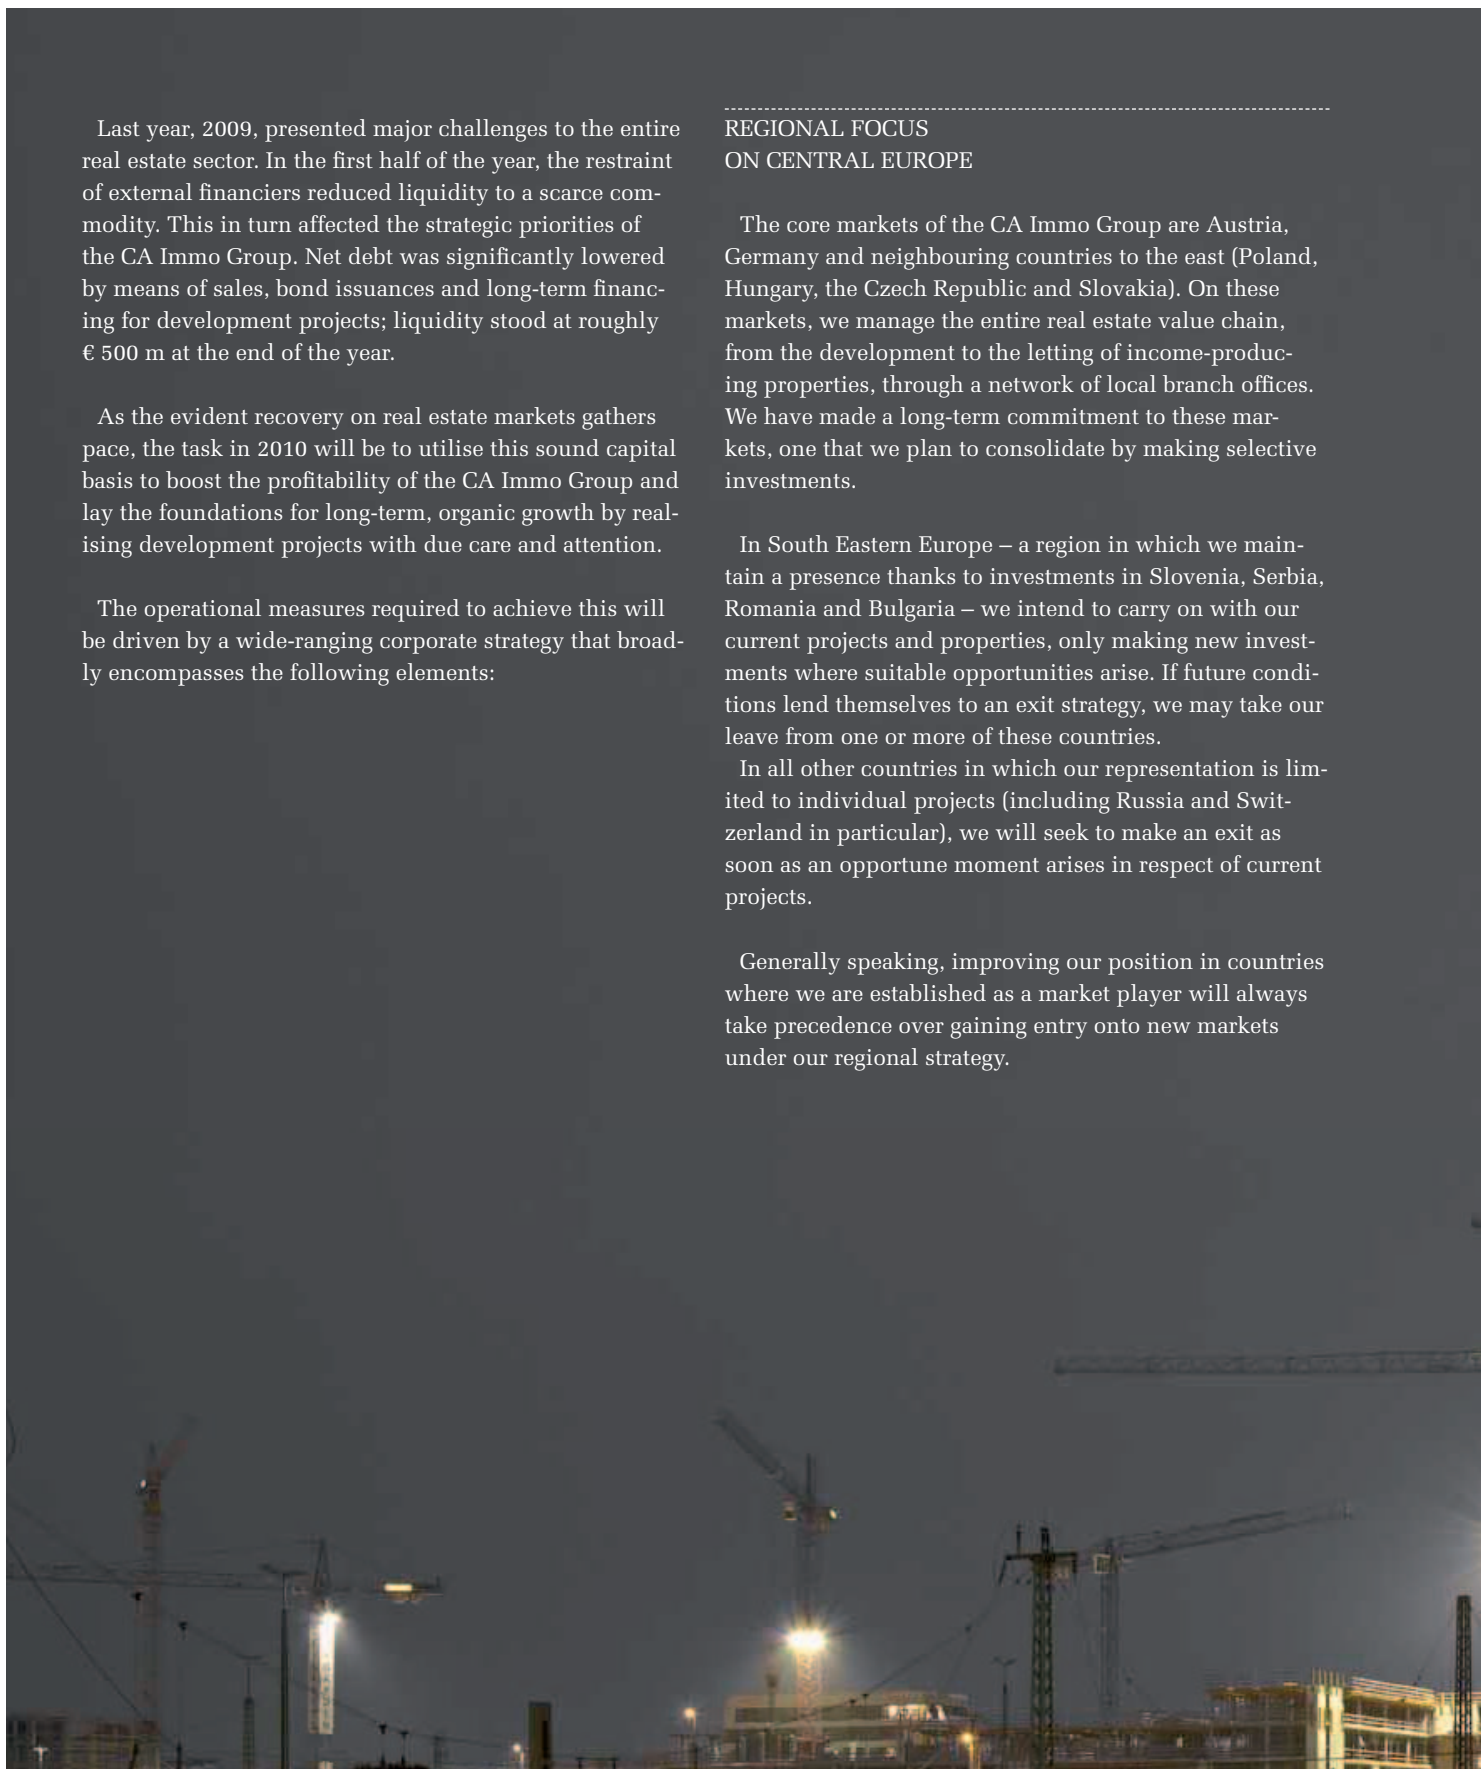 Last year, 2009, presented major challenges to the entire
real estate sector. In the first half of the year, the restraint
of external financiers reduced liquidity to a scarce com-
modity. This in turn affected the strategic priorities of
the CA Immo Group. Net debt was significantly lowered
by means of sales, bond issuances and long-term financ-
ing for development projects; liquidity stood at roughly
€ 500 m at the end of the year.
As the evident recovery on real estate markets gathers
pace, the task in 2010 will be to utilise this sound capital
basis to boost the profitability of the CA Immo Group and
lay the foundations for long-term, organic growth by real-
ising development projects with due care and attention.
The operational measures required to achieve this will
be driven by a wide-ranging corporate strategy that broad-
ly encompasses the following elements:
REGIONAL FOCUS
ON CENTRAL EUROPE
The core markets of the CA Immo Group are Austria,
Germany and neighbouring countries to the east (Poland,
Hungary, the Czech Republic and Slovakia). On these
markets, we manage the entire real estate value chain,
from the development to the letting of income-produc-
ing properties, through a network of local branch offices.
We have made a long-term commitment to these mar-
kets, one that we plan to consolidate by making selective
investments.
In South Eastern Europe – a region in which we main-
tain a presence thanks to investments in Slovenia, Serbia,
Romania and Bulgaria – we intend to carry on with our
current projects and properties, only making new invest-
ments where suitable opportunities arise. If future condi-
tions lend themselves to an exit strategy, we may take our
leave from one or more of these countries.
In all other countries in which our representation is lim-
ited to individual projects (including Russia and Swit-
zerland in particular), we will seek to make an exit as
soon as an opportune moment arises in respect of current
projects.
Generally speaking, improving our position in countries
where we are established as a market player will always
take precedence over gaining entry onto new markets
under our regional strategy.